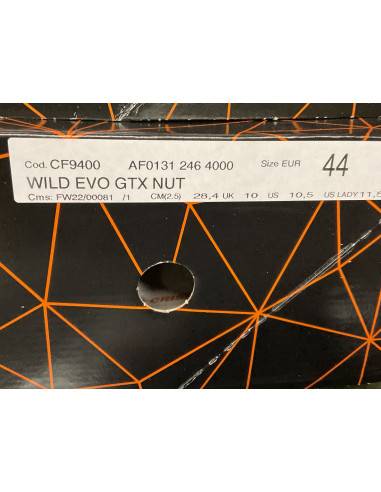 Cod. CF9400 AF0131 246 4000 Size EUR 44
WILD EVO GTX NUT
Cms: FW22/00081 /1 CM(2.5) 28,4 UK 10 US 10,5 US LADY 11,5
CRIS